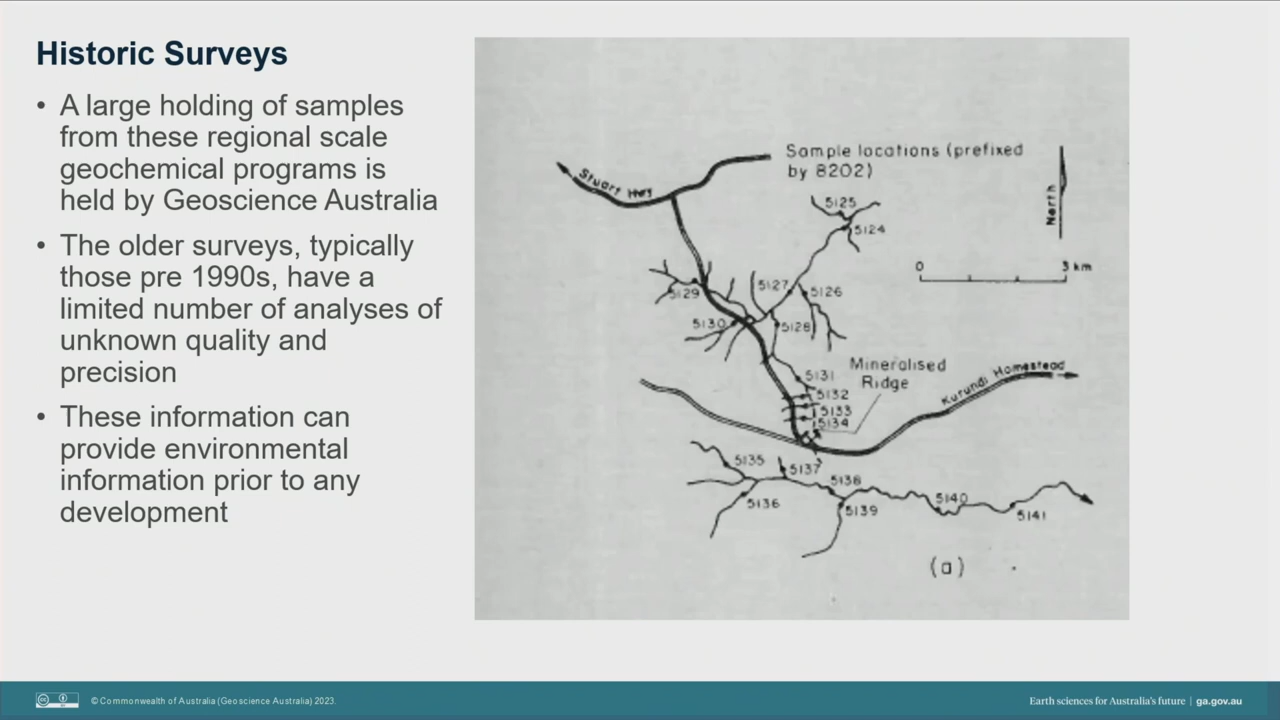 Historic Surveys
• A large holding of samples
from these regional scale
geochemical programs is
held by Geoscience Australia
• The older surveys, typically
those pre 1990s, have a
limited number of analyses of
unknown quality and
precision
• These information can
provide environmental
information prior to any
development
Sample locations (prefixed
by 8202)
Stuart Hwy
North
0 3 km
5125
5124
5129
5127
5126
5130
5128
5131
Mineralised
Ridge
5132
5133
5134
Kurundi Homestead
5135
5137
5138
5136
5139
5140
5141
(a)
© Commonwealth of Australia (Geoscience Australia) 2023.
Earth sciences for Australia's future | ga.gov.au